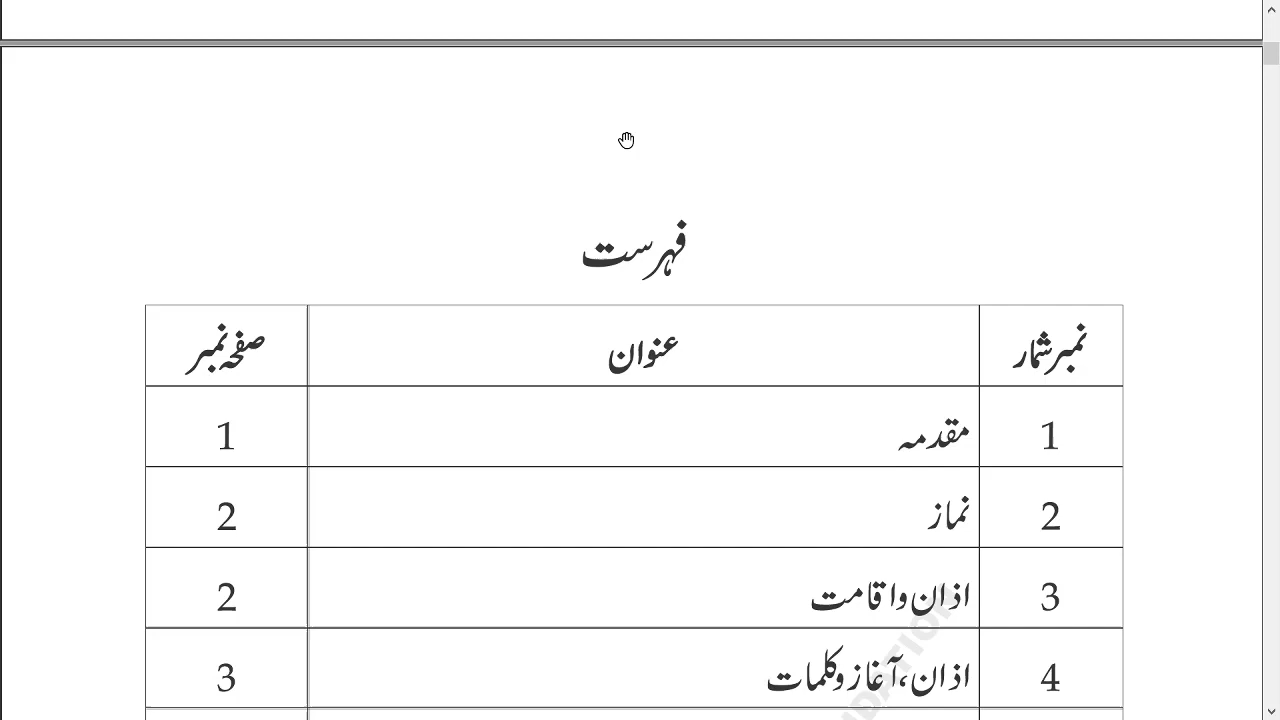 فہرست
نمبر شمار عنوان صفحہ نمبر
1 مقدمہ 1
2 نماز 2
3 اذان و اقامت 2
4 اذان، آغاز و کلمات 3